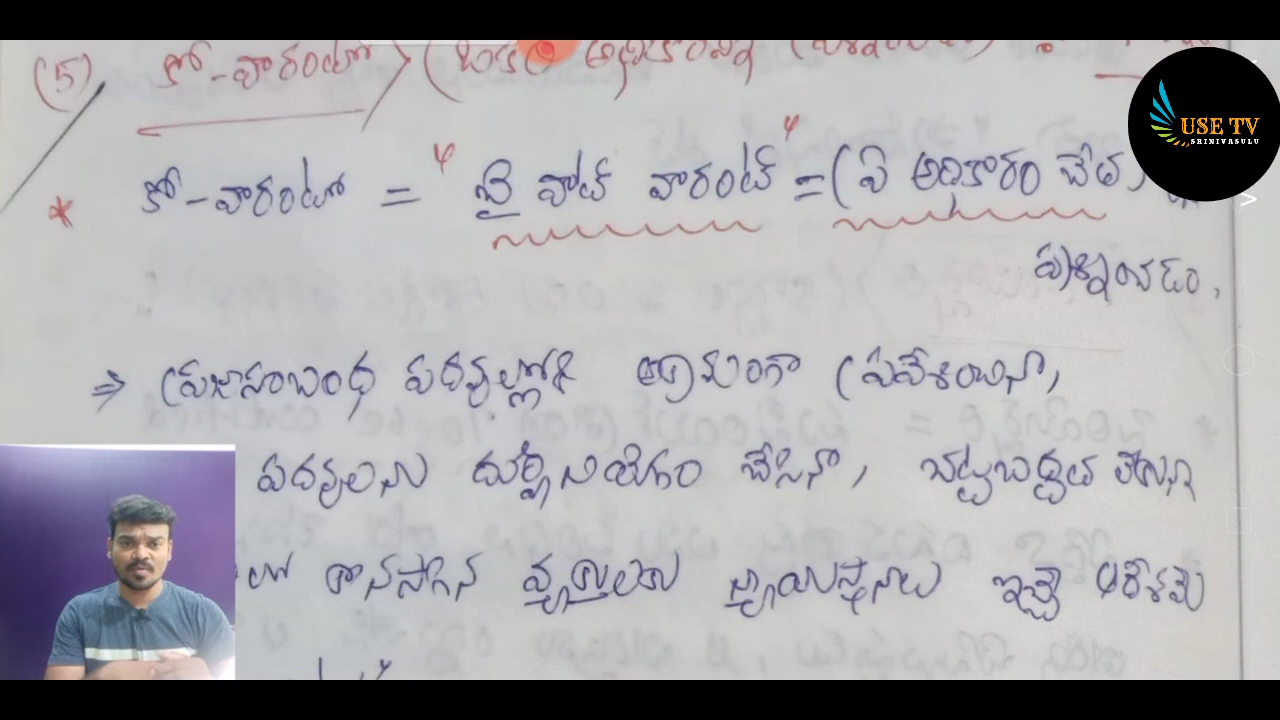 (5) కో-వారంటో
USE TV
SRINIVASULU
* కో-వారంటో = " బై వాట్ వారంట్ " = (ఏ అధికారం చేత)
ప్రశ్నించడం.
⇒ ప్రజాసంబంధ పదవుల్లోకి అక్రమంగా ప్రవేశించినా,
పదవులను దుర్వినియోగం చేసినా, చట్టబద్ధత లేకున్నా
లో కొనసాగిన వ్యక్తులకు న్యాయస్థానాలు ఇచ్చే ఆదేశమే